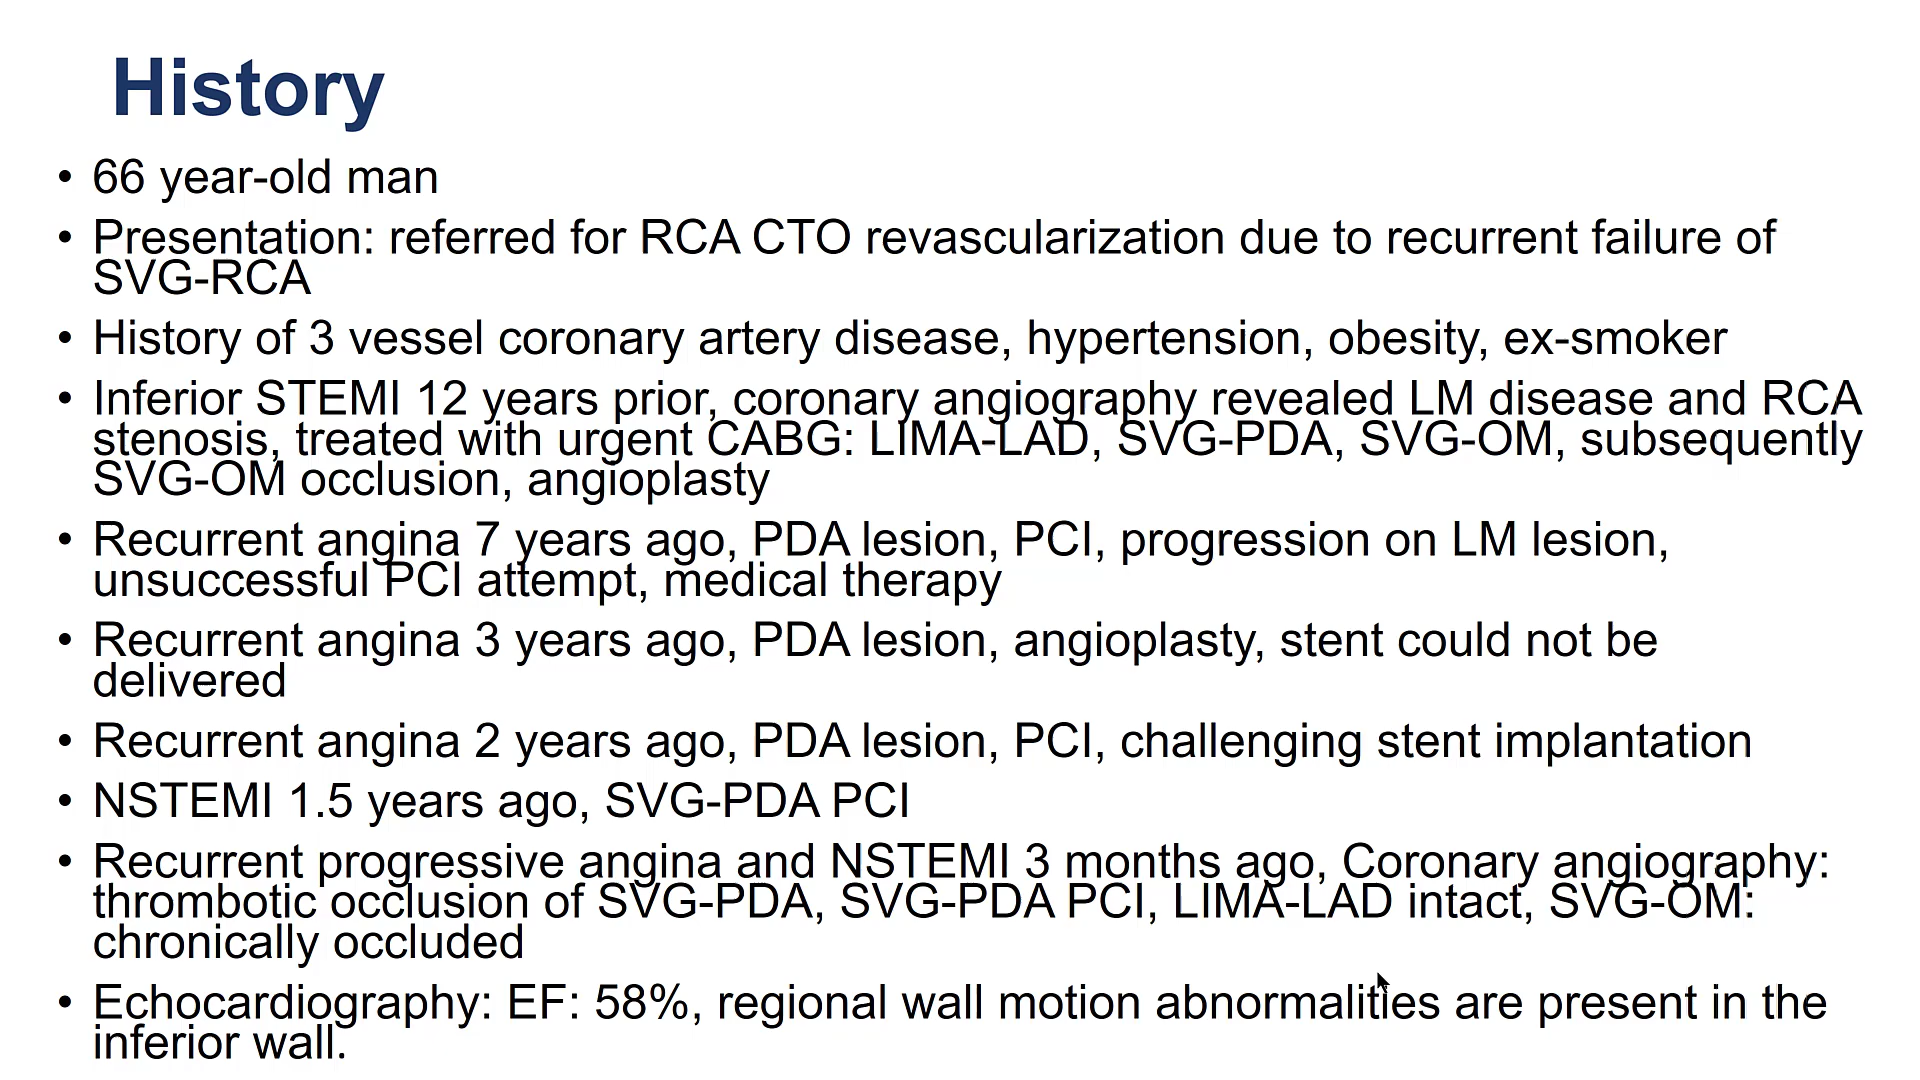 History
• 66 year-old man
• Presentation: referred for RCA CTO revascularization due to recurrent failure of
SVG-RCA
• History of 3 vessel coronary artery disease, hypertension, obesity, ex-smoker
• Inferior STEMI 12 years prior, coronary angiography revealed LM disease and RCA
stenosis, treated with urgent CABG: LIMA-LAD, SVG-PDA, SVG-OM, subsequently
SVG-OM occlusion, angioplasty
• Recurrent angina 7 years ago, PDA lesion, PCI, progression on LM lesion,
unsuccessful PCI attempt, medical therapy
• Recurrent angina 3 years ago, PDA lesion, angioplasty, stent could not be
delivered
• Recurrent angina 2 years ago, PDA lesion, PCI, challenging stent implantation
• NSTEMI 1.5 years ago, SVG-PDA PCI
• Recurrent progressive angina and NSTEMI 3 months ago, Coronary angiography:
thrombotic occlusion of SVG-PDA, SVG-PDA PCI, LIMA-LAD intact, SVG-OM:
chronically occluded
• Echocardiography: EF: 58%, regional wall motion abnormalities are present in the
inferior wall.